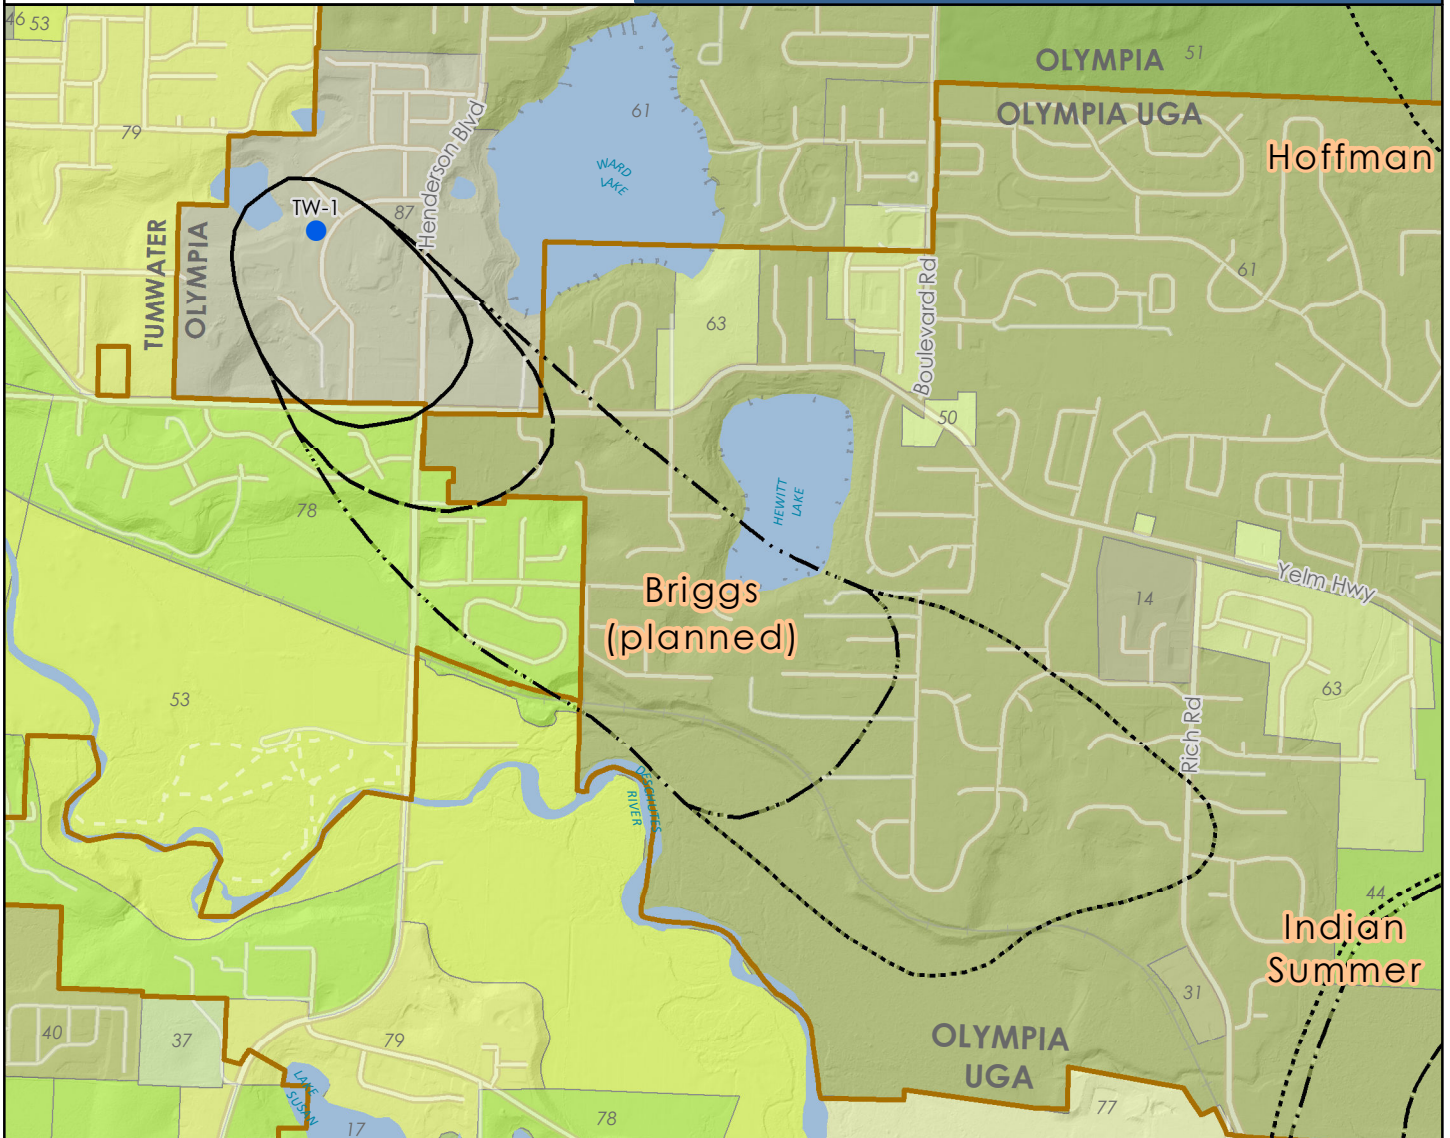 46 53
OLYMPIA 51
OLYMPIA UGA
Hoffman
79
61
WARD
LAKE
Henderson Blvd
TW-1
87
TUMWATER
OLYMPIA
61
Boulevard Rd
63
50
HEWITT
LAKE
78
Yelm Hwy
Briggs
(planned)
14
53
63
Rich Rd
DESCHUTES
RIVER
44
Indian
Summer
31
40
37
79
OLYMPIA
UGA
LAKE
SUSAN
17
78
77